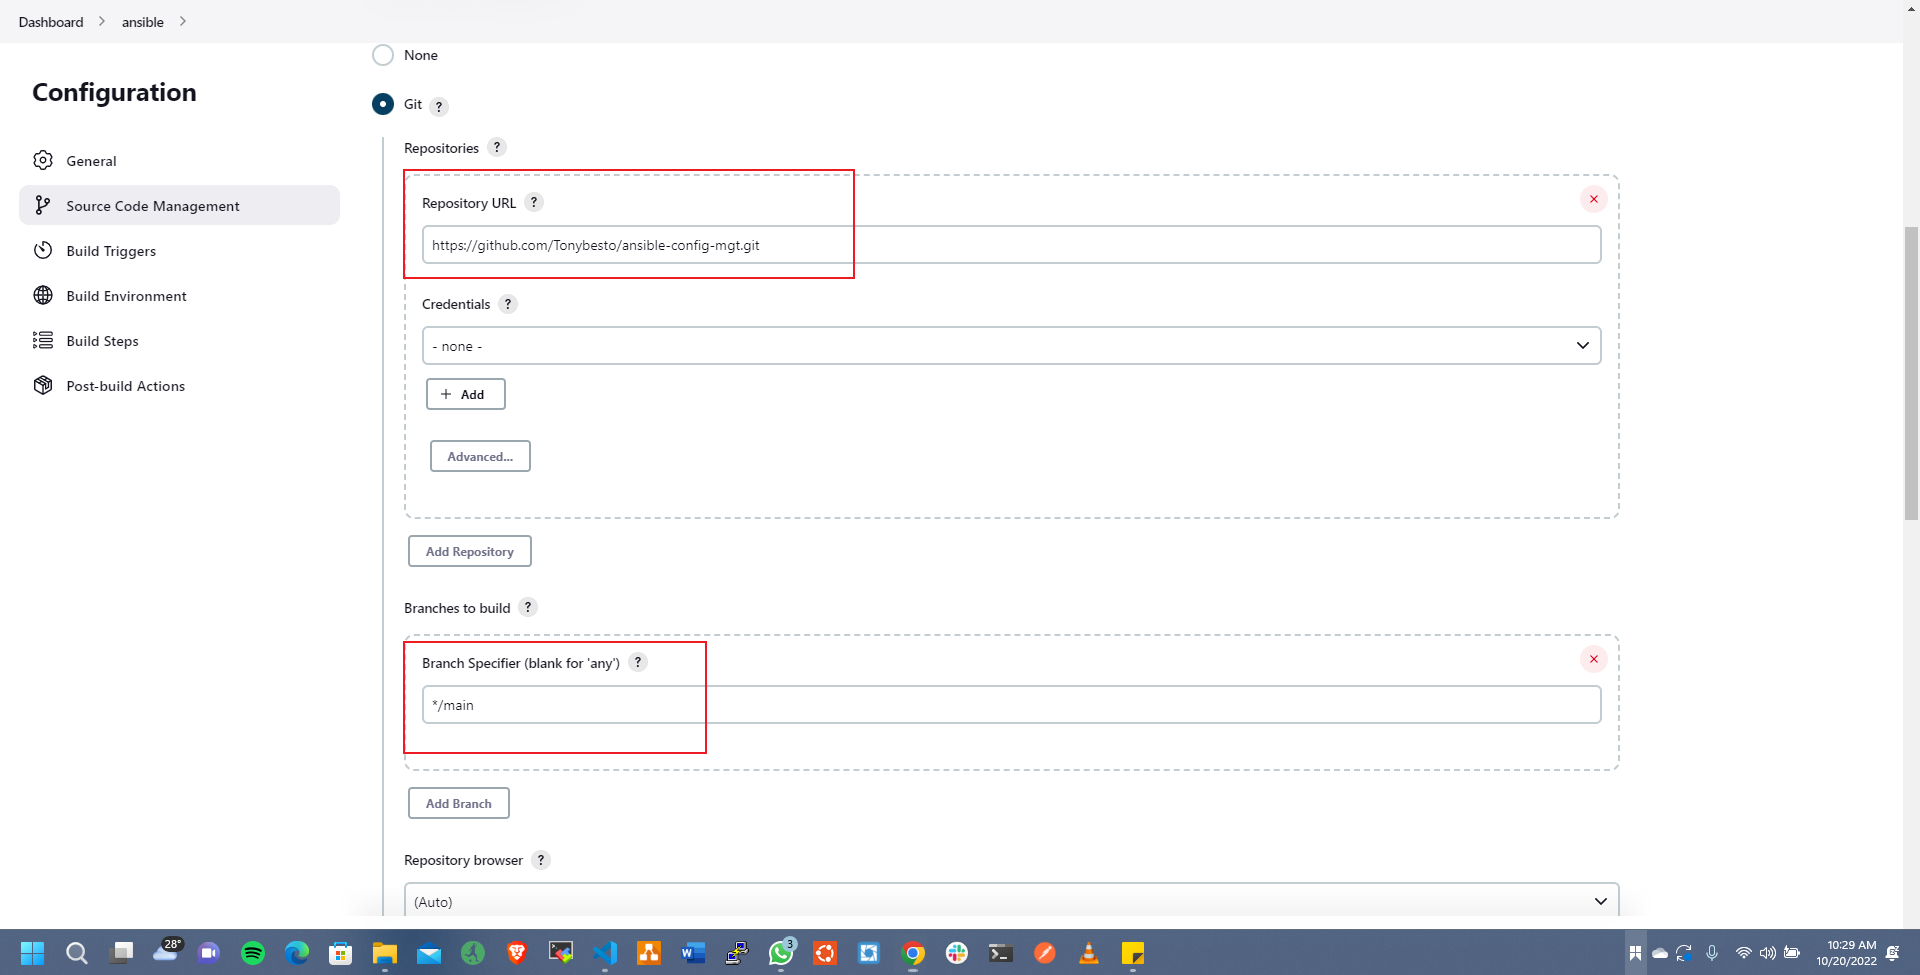 Dashboard > ansible >
Configuration
General
Source Code Management
Build Triggers
Build Environment
Build Steps
Post-build Actions
None
Git ?
Repositories ?
Repository URL ?
https://github.com/Tonybesto/ansible-config-mgt.git
Credentials ?
- none -
+ Add
Advanced...
Add Repository
Branches to build ?
Branch Specifier (blank for 'any') ?
*/main
Add Branch
Repository browser ?
(Auto)
28°
3
10:29 AM
10/20/2022